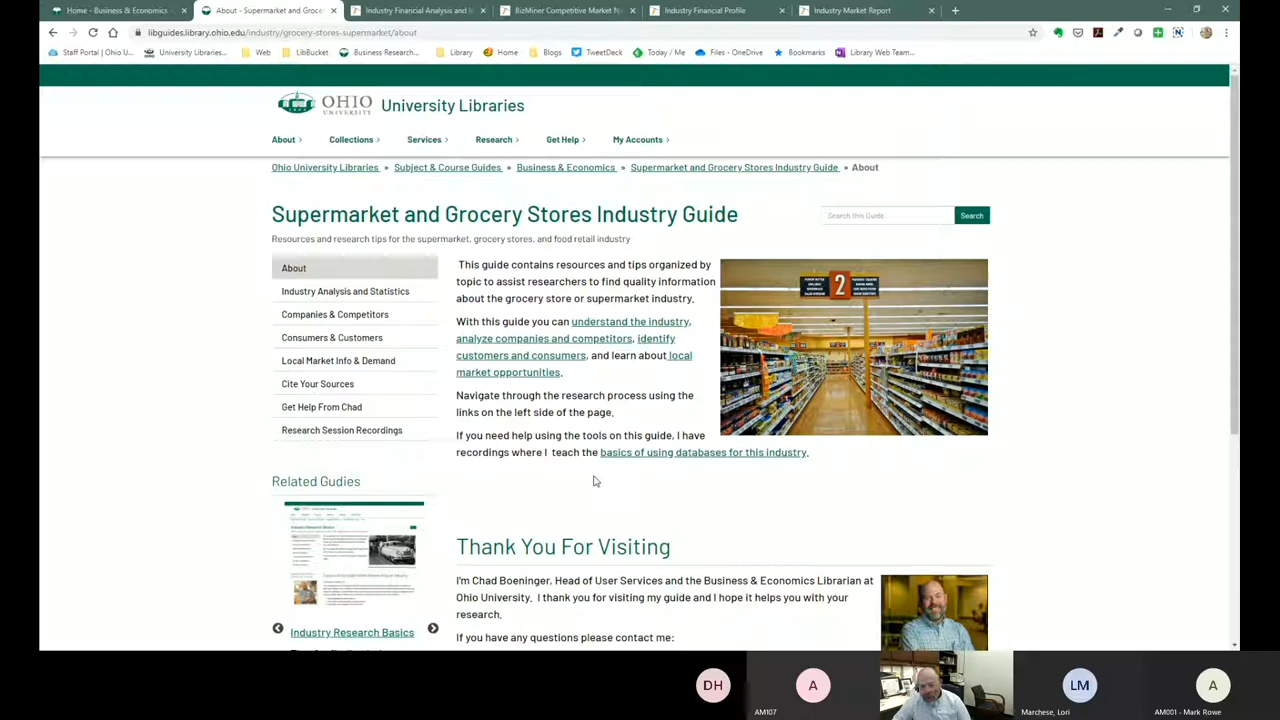 Home - Business & Economics -
About - Supermarket and Grocer
Industry Financial Analysis and
BizMiner Competitive Market
Industry Financial Profile
Industry Market Report
libguides.library.ohio.edu/industry/grocery-stores-supermarket/about
Staff Portal | Ohio U...
University Libraries...
Web
LibBucket
Business Research...
Library
Home
Blogs
TweetDeck
Today / Me
Files - OneDrive
Bookmarks
Library Web Team...
OHIO UNIVERSITY University Libraries
About Collections Services Research Get Help My Accounts
Ohio University Libraries » Subject & Course Guides » Business & Economics » Supermarket and Grocery Stores Industry Guide » About
Supermarket and Grocery Stores Industry Guide
Search this Guide Search
Resources and research tips for the supermarket, grocery stores, and food retail industry
About
Industry Analysis and Statistics
Companies & Competitors
Consumers & Customers
Local Market Info & Demand
Cite Your Sources
Get Help From Chad
Research Session Recordings
This guide contains resources and tips organized by
topic to assist researchers to find quality information
about the grocery store or supermarket industry.
With this guide you can understand the industry,
analyze companies and competitors, identify
customers and consumers, and learn about local
market opportunities.
Navigate through the research process using the
links on the left side of the page.
If you need help using the tools on this guide, I have
recordings where I teach the basics of using databases for this industry.
2
Related Gudies
Industry Research Basics
Thank You For Visiting
I'm Chad Boeninger, Head of User Services and the Business & Economics Librarian at
Ohio University. I thank you for visiting my guide and I hope it helps you with your
research.
If you have any questions please contact me:
DH
A
AM107
LM
Marchese, Lori
A
AM001 - Mark Rowe